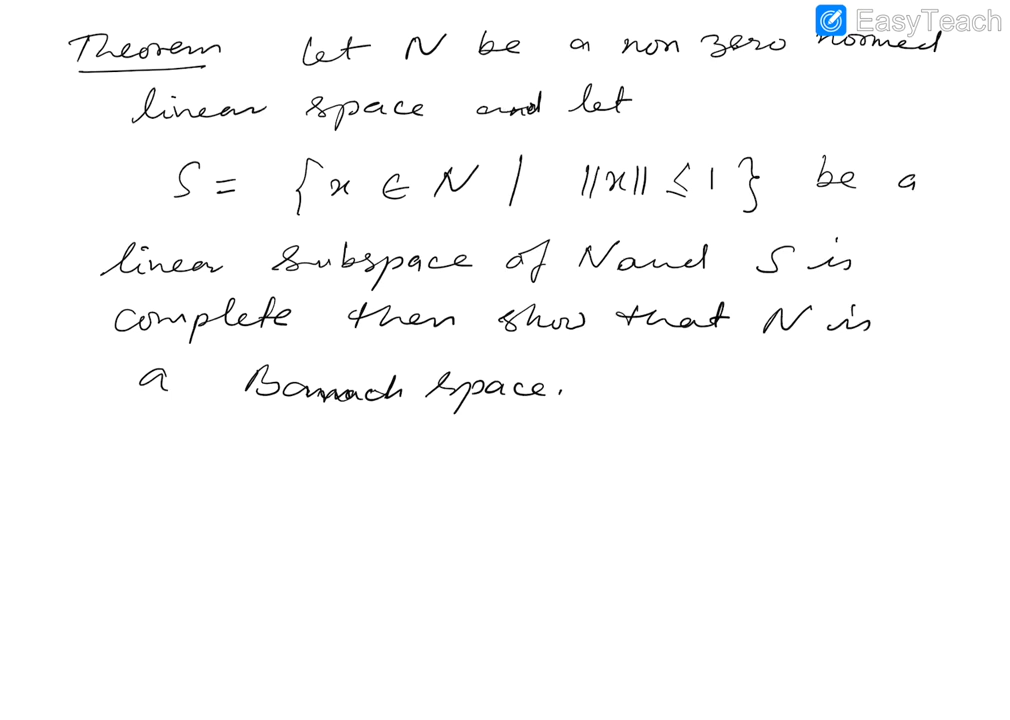 EasyTeach
Theorem Let N be a non zero normed
linear space and let
S = {x ∈ N | ||x|| ≤ 1} be a
linear subspace of N and S is
complete then show that N is
a Banach space.